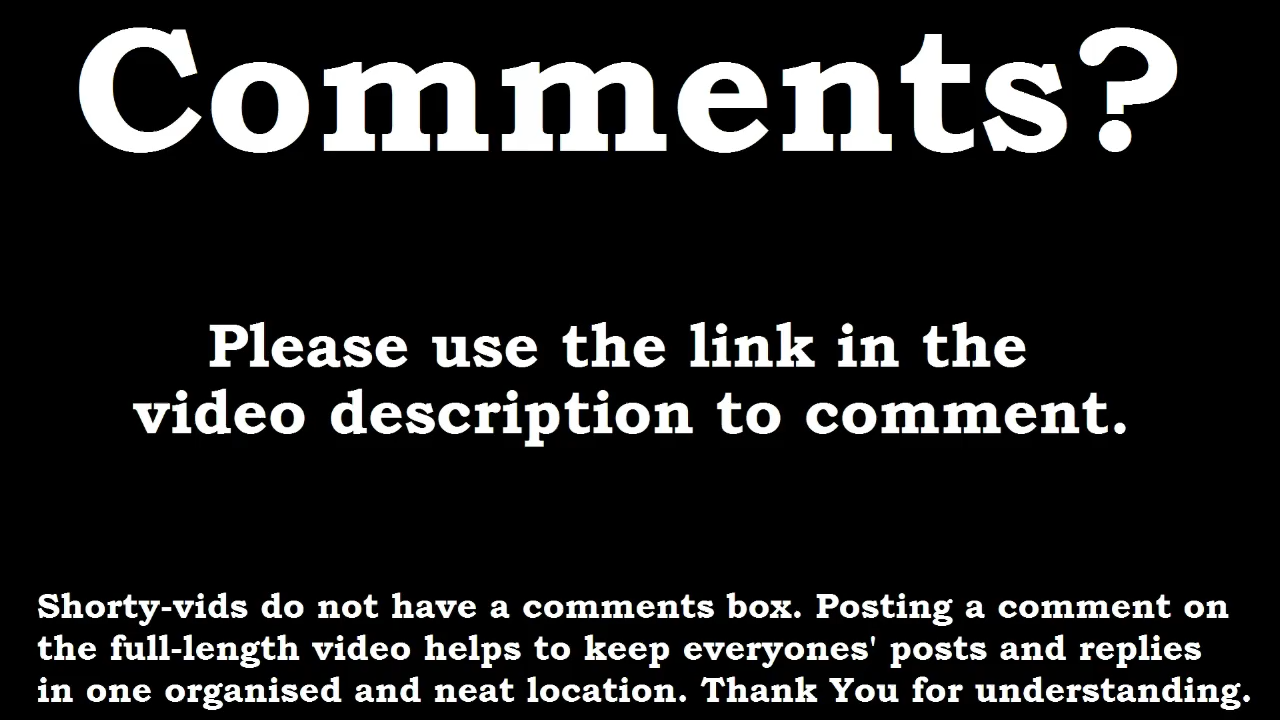 Comments?
Please use the link in the
video description to comment.
Shorty-vids do not have a comments box. Posting a comment on
the full-length video helps to keep everyones' posts and replies
in one organised and neat location. Thank You for understanding.